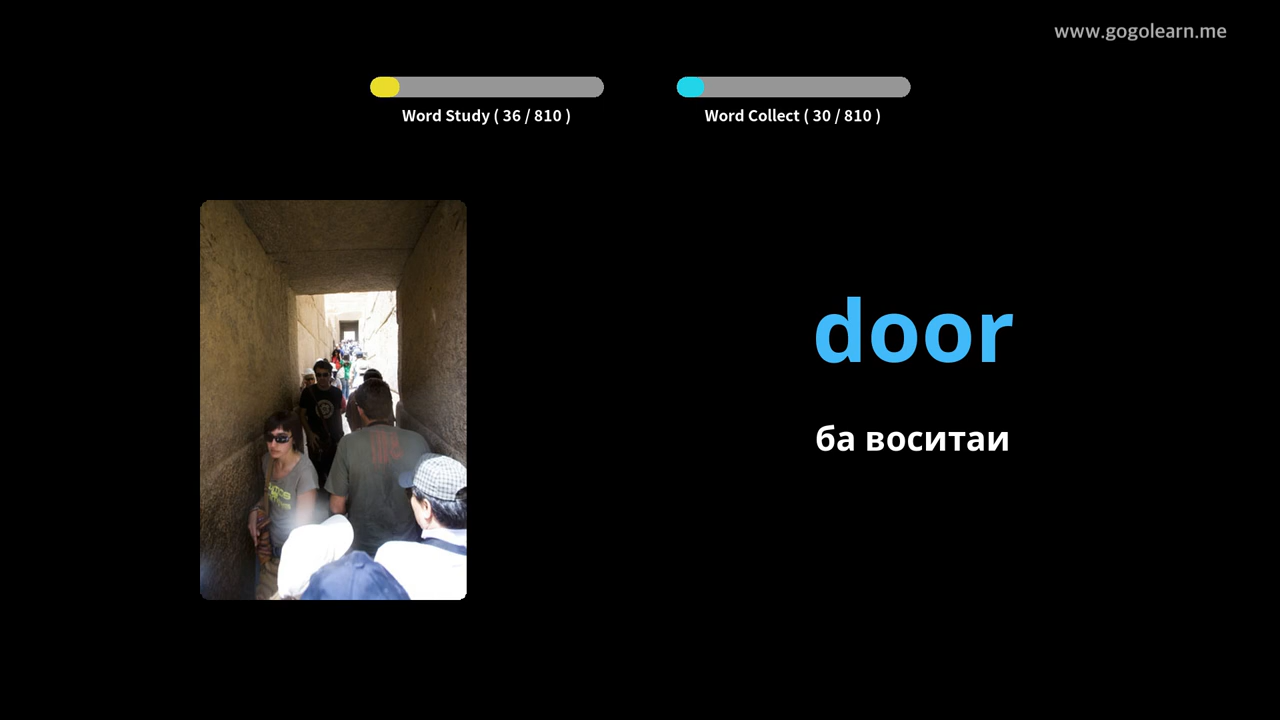 www.gogolearn.me
Word Study ( 36 / 810 )
Word Collect ( 30 / 810 )
door
ба воситаи